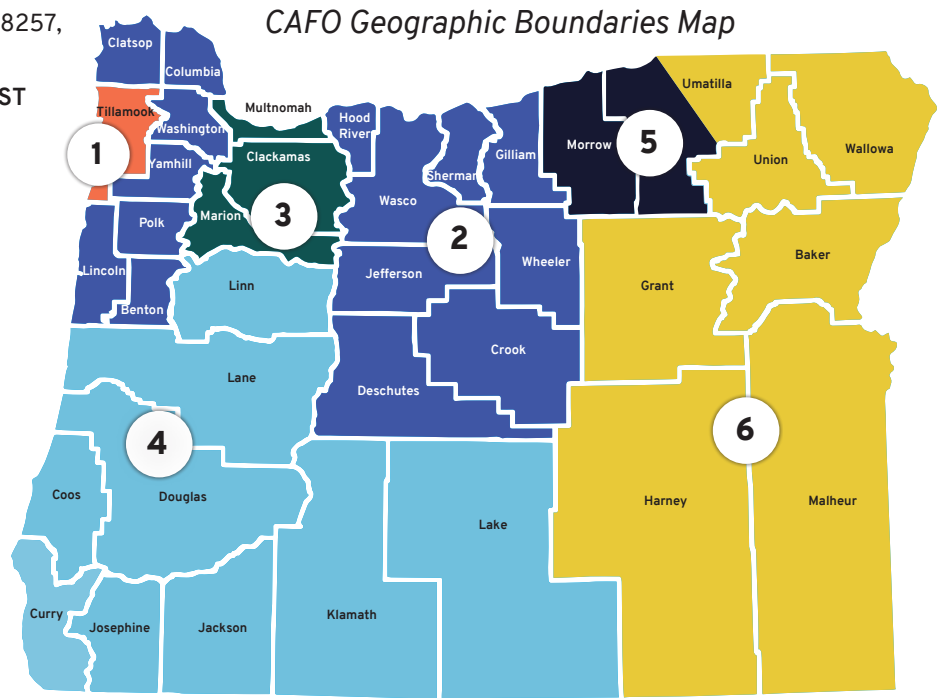 8257,
CAFO Geographic Boundaries Map
ST
Clatsop
Columbia
Tillamook
Multnomah
Washington
Hood
River
Umatilla
1
Yamhill
Clackamas
Gilliam
Morrow
5
Union
Wallowa
Sherman
Wasco
Marion
3
Polk
2
Lincoln
Jefferson
Wheeler
Baker
Linn
Grant
Benton
Crook
Lane
Deschutes
4
6
Coos
Douglas
Lake
Harney
Malheur
Curry
Josephine
Jackson
Klamath